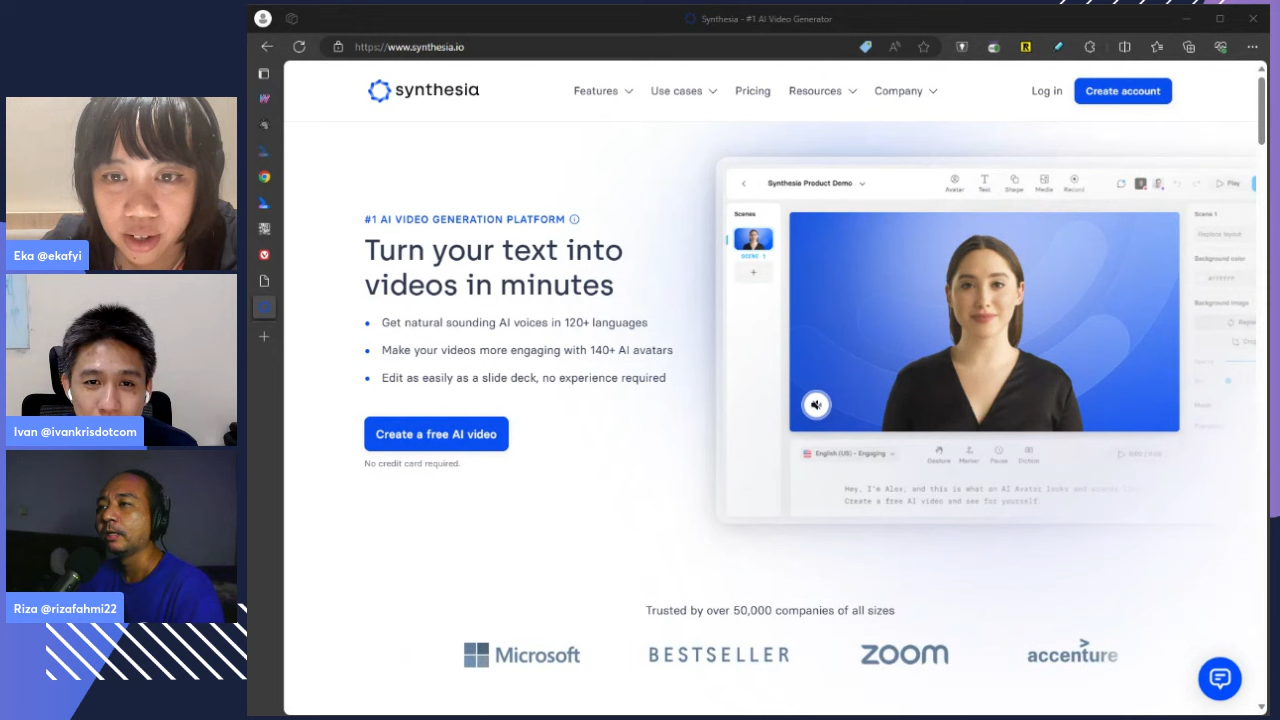 Synthesia - #1 AI Video Generator
https://www.synthesia.io
synthesia
Features
Use cases
Pricing
Resources
Company
Log in
Create account
#1 AI VIDEO GENERATION PLATFORM
Turn your text into
videos in minutes
Get natural sounding AI voices in 120+ languages
Make your videos more engaging with 140+ AI avatars
Edit as easily as a slide deck, no experience required
Create a free AI video
No credit card required.
Synthesia Product Demo
Avatar
Text
Shape
Media
Record
Play
Scenes
SCENE 1
Scene 1
Replace layout
Background color
Background image
English (US) - Engaging
Gesture
Marker
Pause
Diction
Hey, I'm Alex, and this is what an AI Avatar looks and sounds
Create a free AI video and see for yourself.
Trusted by over 50,000 companies of all sizes
Microsoft
BESTSELLER
zoom
accenture
Eka @ekafyi
Ivan @ivankrisdotcom
Riza @rizafahmi22